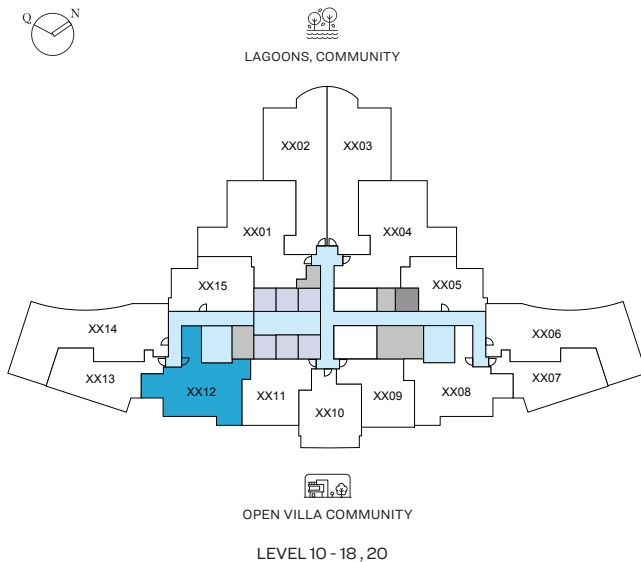 Q N
LAGOONS, COMMUNITY
XX02 XX03
XX01 XX04
XX15 XX05
XX14 XX06
XX13 XX07
XX12 XX11 XX10 XX09 XX08
OPEN VILLA COMMUNITY
LEVEL 10 - 18 , 20